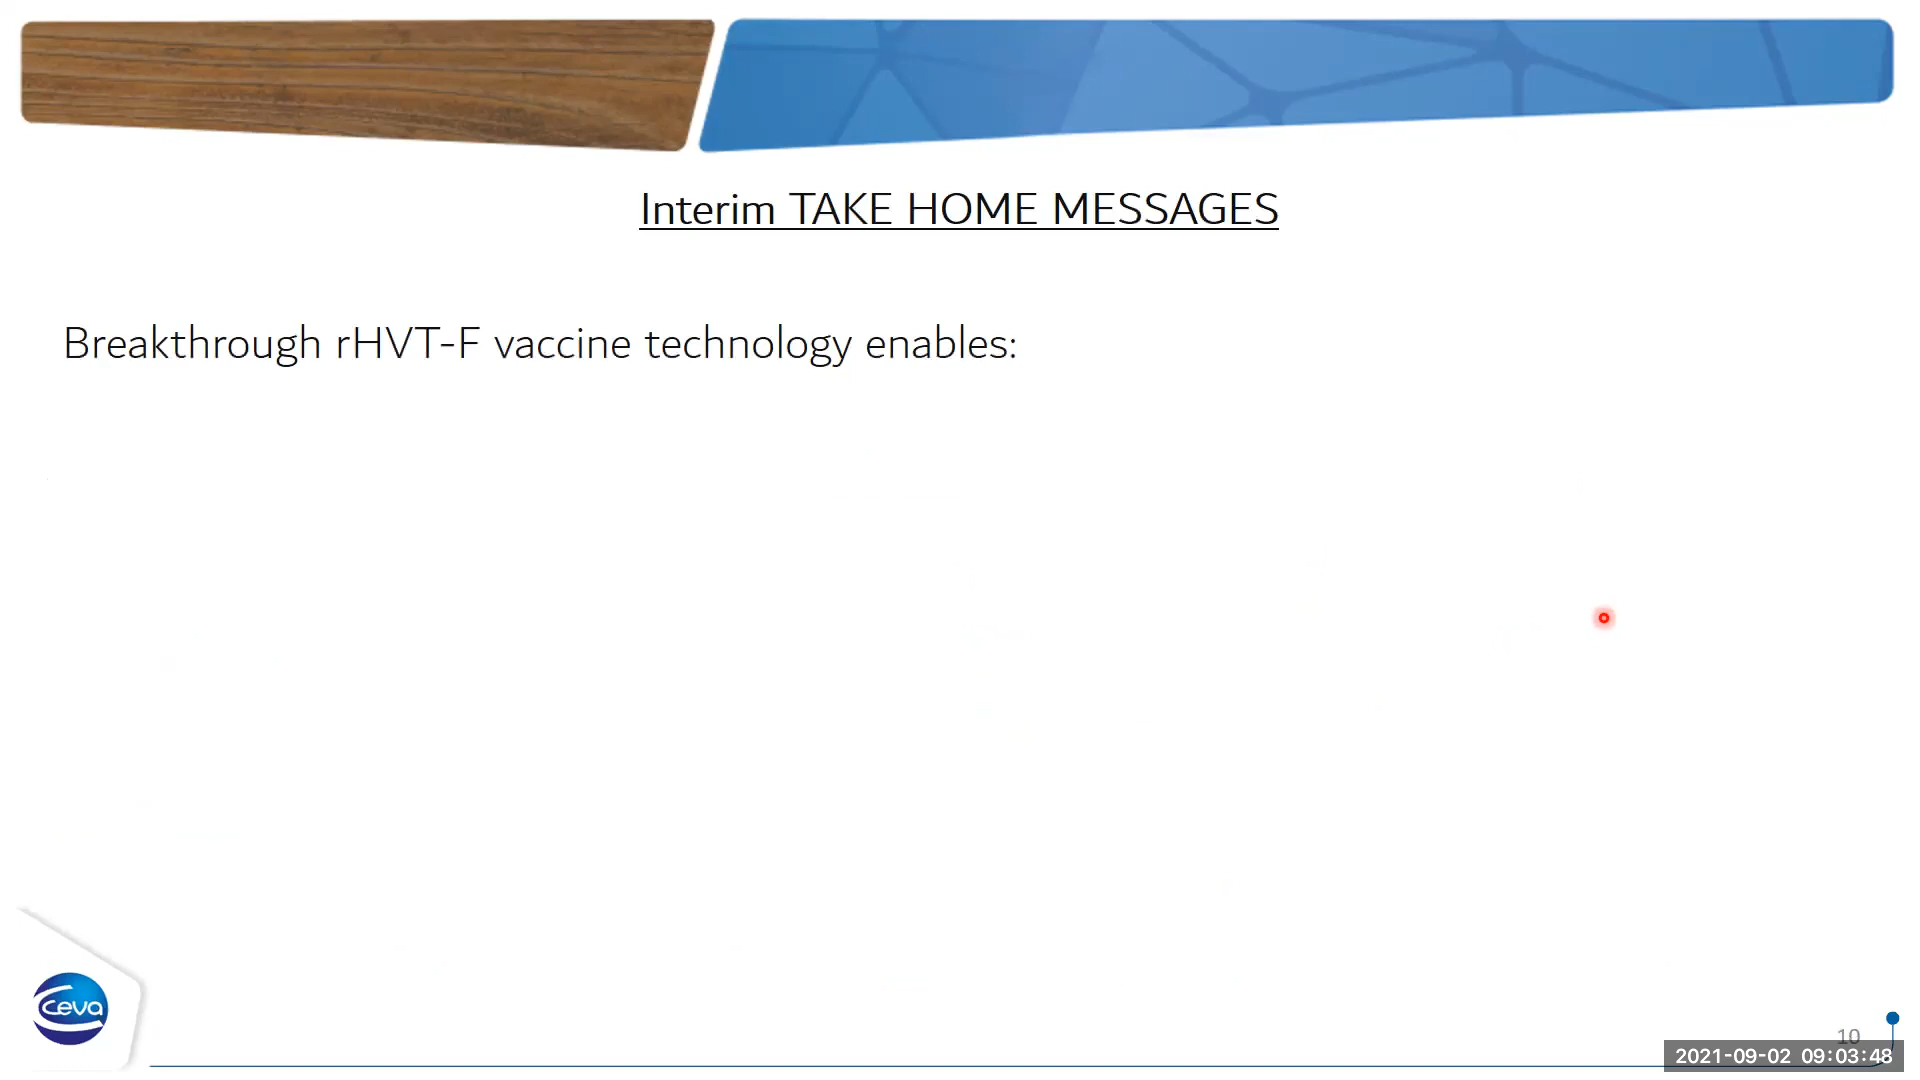 Interim TAKE HOME MESSAGES
Breakthrough rHVT-F vaccine technology enables:
ceva
10
2021-09-02 09:03:48